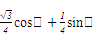 √3/4 cos□ + 1/4 sin□